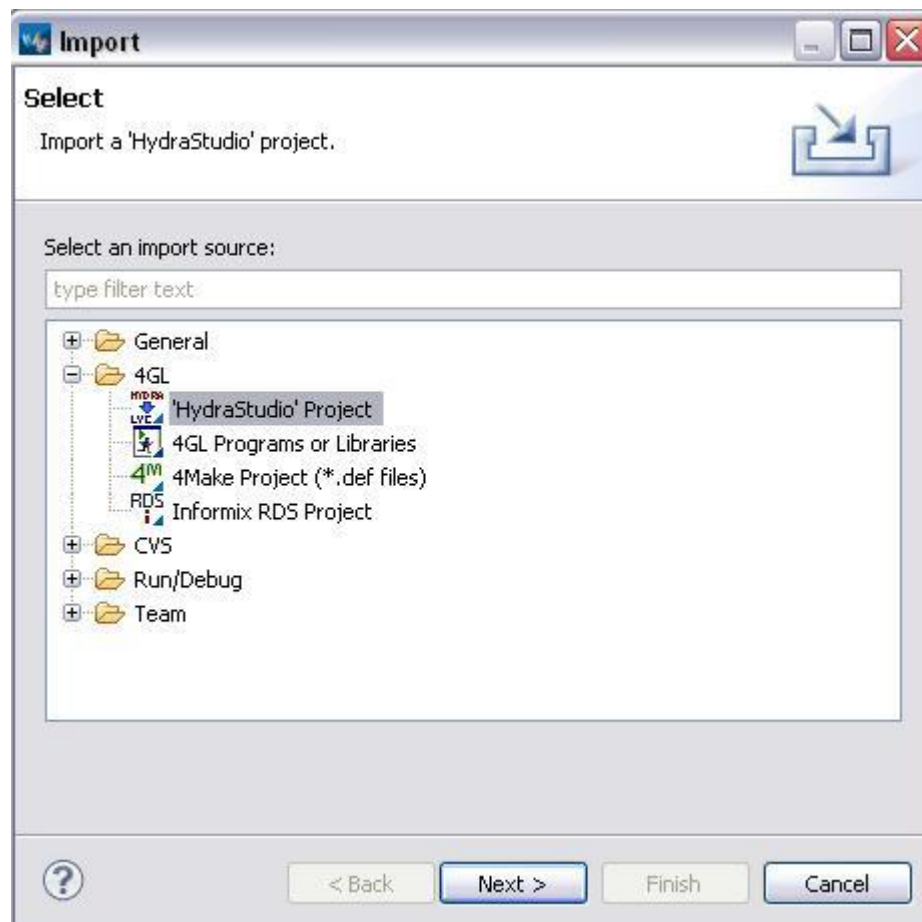 Import
Select
Import a 'HydraStudio' project.
Select an import source:
type filter text
General
4GL
'HydraStudio' Project
4GL Programs or Libraries
4Make Project (*.def files)
Informix RDS Project
CVS
Run/Debug
Team
< Back Next > Finish Cancel